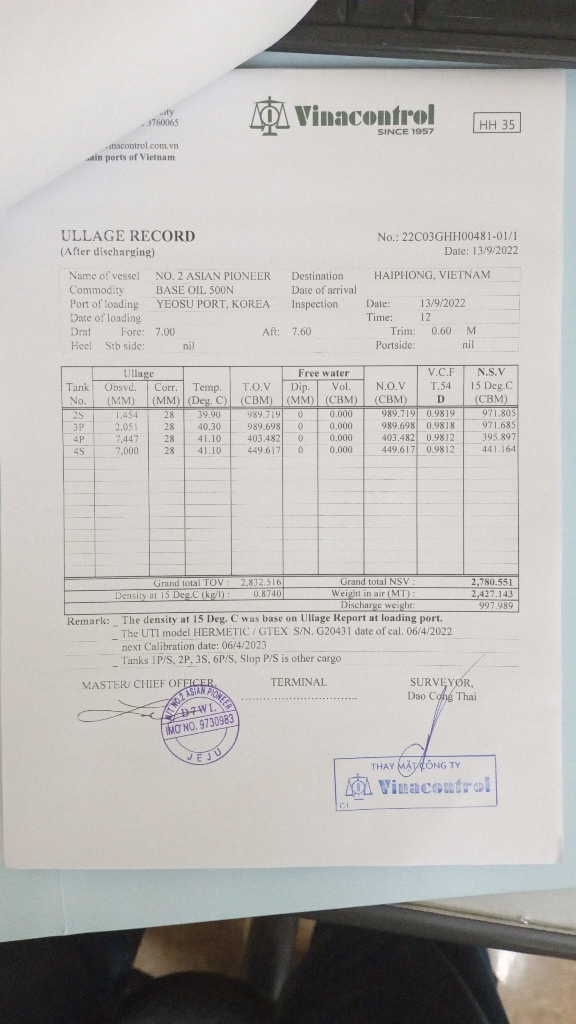 3760065
ain ports of Vietnam
Vinacontrol
SINCE 1957
HH 35
ULLAGE RECORD
No.: 22C03GHH00481-01/1
(After discharging)
Date: 13/9/2022
Name of vessel NO. 2 ASIAN PIONEER Destination HAIPHONG, VIETNAM
Commodity BASE OIL 500N Date of arrival
Port of loading YEOSU PORT, KOREA Inspection Date: 13/9/2022
Date of loading Time: 12
Draf Fore: 7.00 Aft: 7.60 Trim: 0.60 M
Heel Stb side: nil Portside: nil
Ullage Free water V.C.F N.S.V
Tank Obsvd. Corr. Temp. T.O.V Dip. Vol. N.O.V T.54 15 Deg.C
No. (MM) (MM) (Deg. C) (CBM) (MM) (CBM) (CBM) D (CBM)
2S 1,454 28 39.90 989.719 0 0.000 989.719 0.9819 971.805
3P 2,051 28 40.30 989.698 0 0.000 989.698 0.9818 971.685
4P 7,447 28 41.10 403.482 0 0.000 403.482 0.9812 395.897
4S 7,000 28 41.10 449.617 0 0.000 449.617 0.9812 441.164
Grand total TOV : 2,832.516 Grand total NSV : 2,780.551
Density at 15 Deg.C (kg/l) : 0.8740 Weight in air (MT) : 2,427.143
Discharge weight: 997.989
Remark: _ The density at 15 Deg. C was base on Ullage Report at loading port.
_ The UTI model HERMETIC / GTEX S/N. G20431 date of cal. 06/4/2022
next Calibration date: 06/4/2023
_ Tanks 1P/S, 2P, 3S, 6P/S, Slop P/S is other cargo
MASTER/ CHIEF OFFICER, TERMINAL SURVEYOR,
Dao Cong Thai
M/T NO.2 ASIAN PIONEER
D7WL
IMO NO. 9730983
JEJU
THAY MẶT CÔNG TY
Vinacontrol
C1